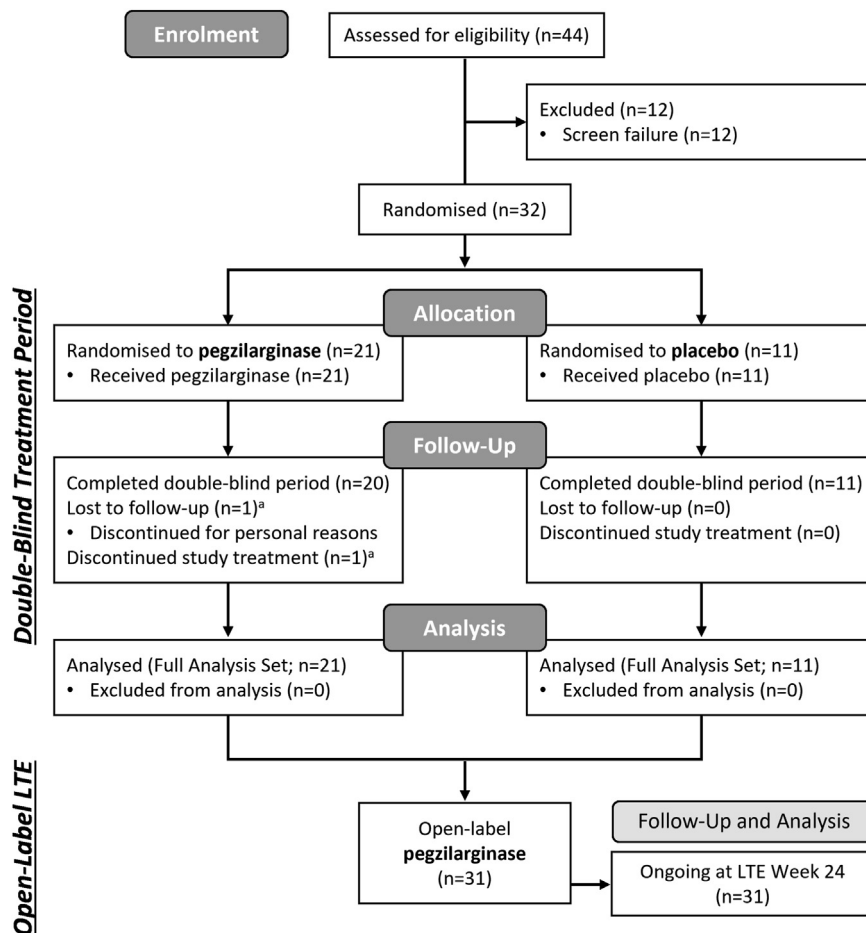 Enrolment
Assessed for eligibility (n=44)
Excluded (n=12)
• Screen failure (n=12)
Randomised (n=32)
Double-Blind Treatment Period
Allocation
Randomised to pegzilarginase (n=21)
• Received pegzilarginase (n=21)
Randomised to placebo (n=11)
• Received placebo (n=11)
Follow-Up
Completed double-blind period (n=20)
Lost to follow-up (n=1)ᵃ
• Discontinued for personal reasons
Discontinued study treatment (n=1)ᵃ
Completed double-blind period (n=11)
Lost to follow-up (n=0)
Discontinued study treatment (n=0)
Analysis
Analysed (Full Analysis Set; n=21)
• Excluded from analysis (n=0)
Analysed (Full Analysis Set; n=11)
• Excluded from analysis (n=0)
Open-Label LTE
Open-label
pegzilarginase
(n=31)
Follow-Up and Analysis
Ongoing at LTE Week 24
(n=31)